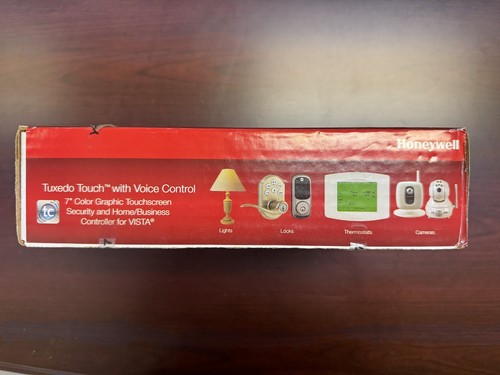 Honeywell
Tuxedo Touch™ with Voice Control
7" Color Graphic Touchscreen
Security and Home/Business
Controller for VISTA®
tc
Lights
Locks
Thermostats
Cameras